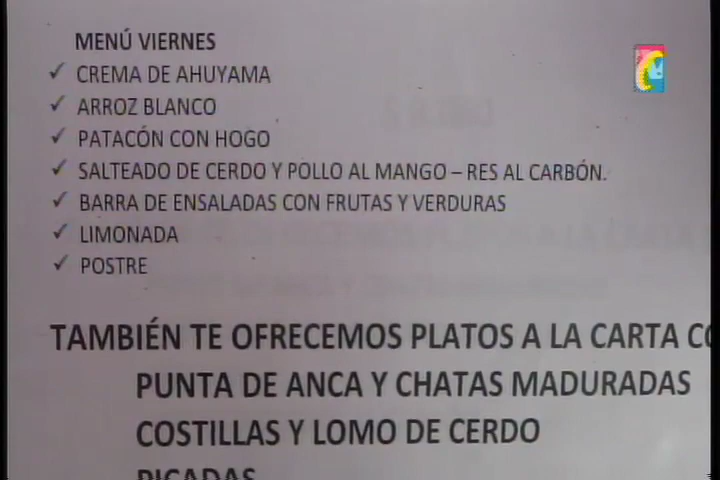 MENÚ VIERNES
✓ CREMA DE AHUYAMA
✓ ARROZ BLANCO
✓ PATACÓN CON HOGO
✓ SALTEADO DE CERDO Y POLLO AL MANGO – RES AL CARBÓN.
✓ BARRA DE ENSALADAS CON FRUTAS Y VERDURAS
✓ LIMONADA
✓ POSTRE
TAMBIÉN TE OFRECEMOS PLATOS A LA CARTA CO
PUNTA DE ANCA Y CHATAS MADURADAS
COSTILLAS Y LOMO DE CERDO
PICADAS